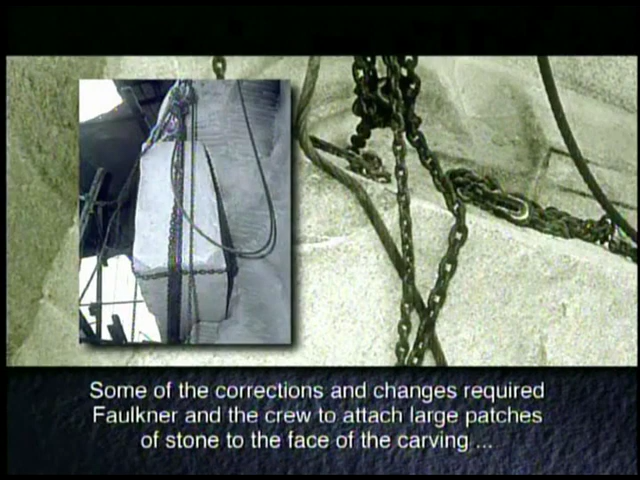 Some of the corrections and changes required
Faulkner and the crew to attach large patches
of stone to the face of the carving ...